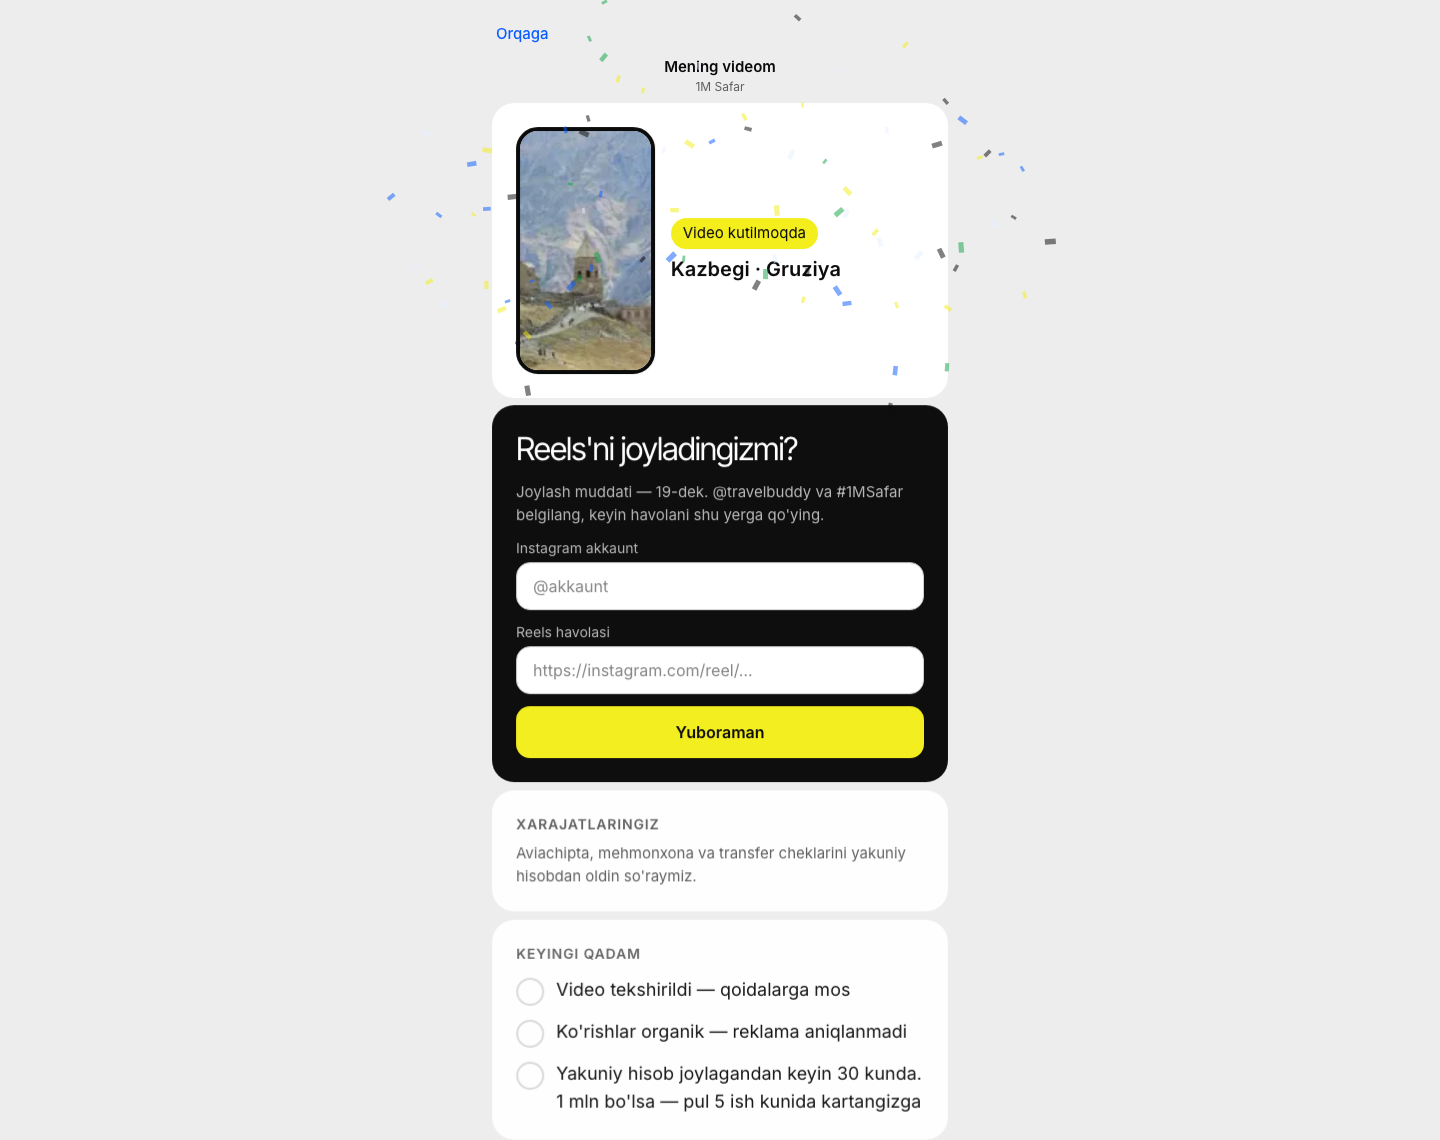 Orqaga
Mening videom
1M Safar
Video kutilmoqda
Kazbegi · Gruziya
Reels'ni joyladingizmi?
Joylash muddati — 19-dek. @travelbuddy va #1MSafar
belgilang, keyin havolani shu yerga qo'ying.
Instagram akkaunt
@akkaunt
Reels havolasi
https://instagram.com/reel/...
Yuboraman
XARAJATLARINGIZ
Aviachipta, mehmonxona va transfer cheklarini yakuniy
hisobdan oldin so'raymiz.
KEYINGI QADAM
Video tekshirildi — qoidalarga mos
Ko'rishlar organik — reklama aniqlanmadi
Yakuniy hisob joylagandan keyin 30 kunda.
1 mln bo'lsa — pul 5 ish kunida kartangizga